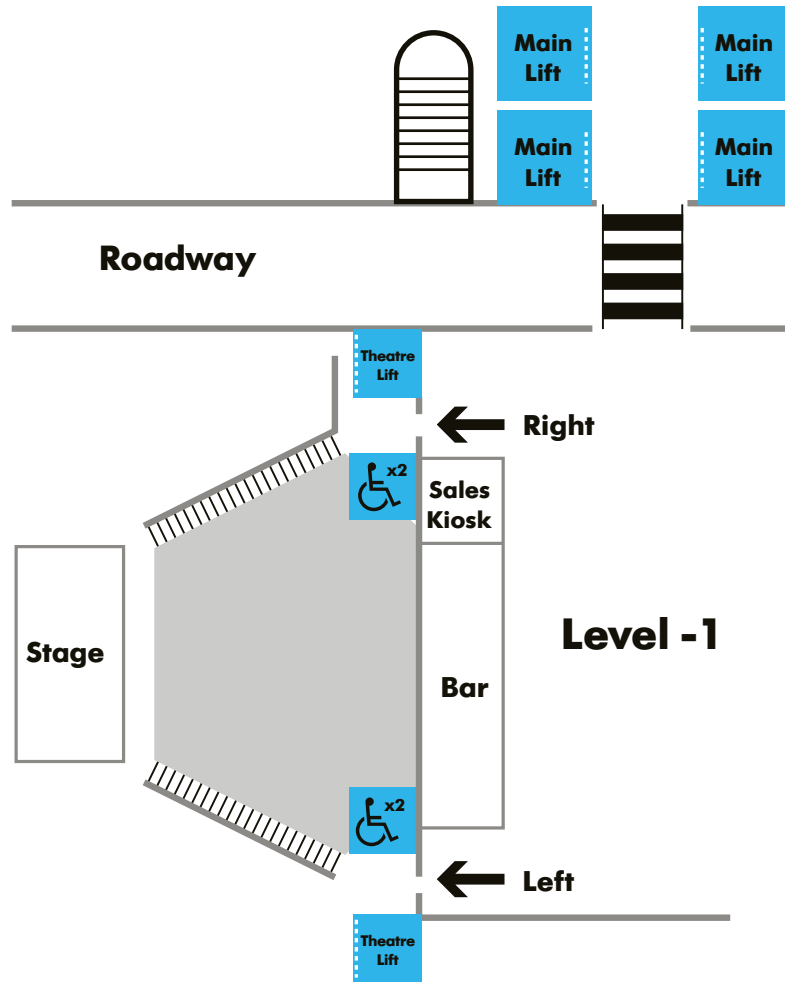 Main
Lift
Main
Lift
Main
Lift
Main
Lift
Roadway
Theatre
Lift
Right
x2
Sales
Kiosk
Stage
Level -1
Bar
x2
Left
Theatre
Lift